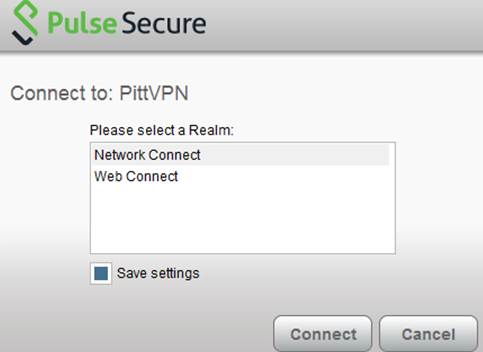 Pulse Secure
Connect to: PittVPN
Please select a Realm:
Network Connect
Web Connect
Save settings
Connect Cancel